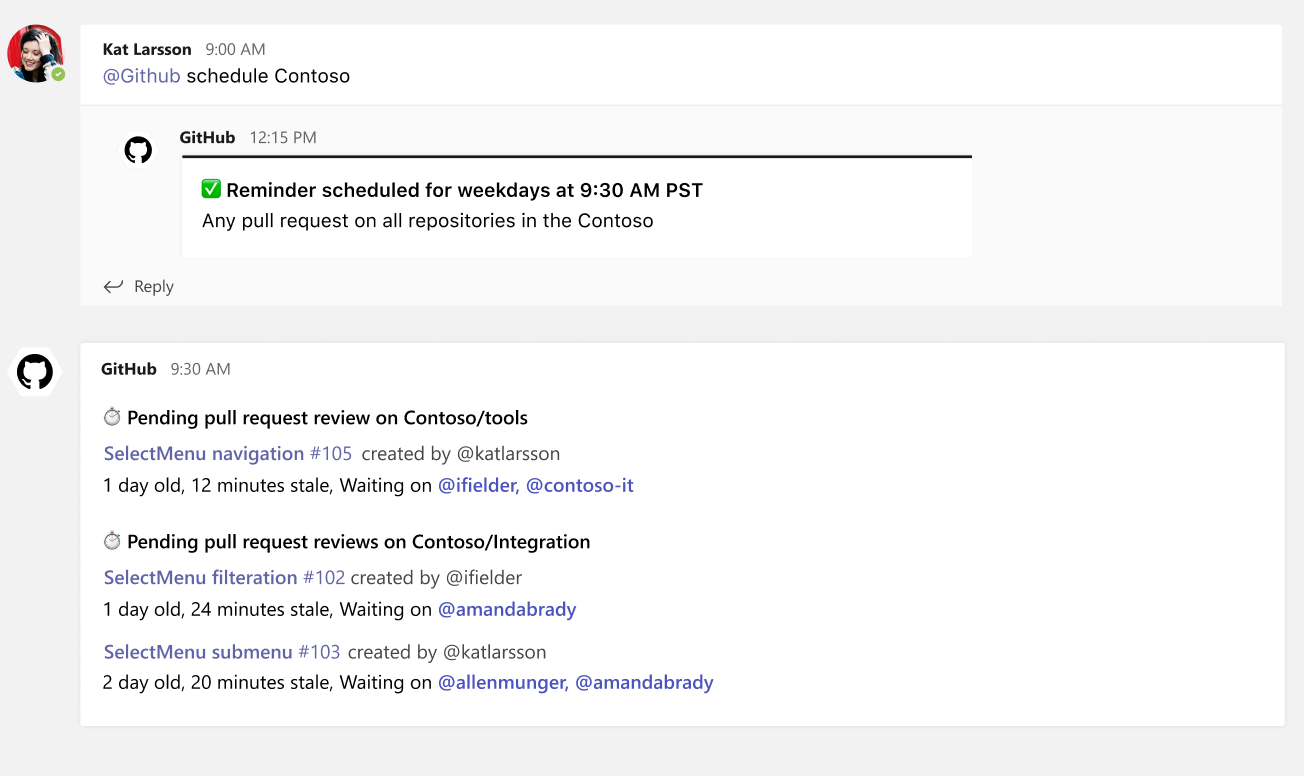 Kat Larsson 9:00 AM
@Github schedule Contoso
GitHub 12:15 PM
✅ Reminder scheduled for weekdays at 9:30 AM PST
Any pull request on all repositories in the Contoso
Reply
GitHub 9:30 AM
⏱ Pending pull request review on Contoso/tools
SelectMenu navigation #105 created by @katlarsson
1 day old, 12 minutes stale, Waiting on @ifielder, @contoso-it
⏱ Pending pull request reviews on Contoso/Integration
SelectMenu filteration #102 created by @ifielder
1 day old, 24 minutes stale, Waiting on @amandabrady
SelectMenu submenu #103 created by @katlarsson
2 day old, 20 minutes stale, Waiting on @allenmunger, @amandabrady